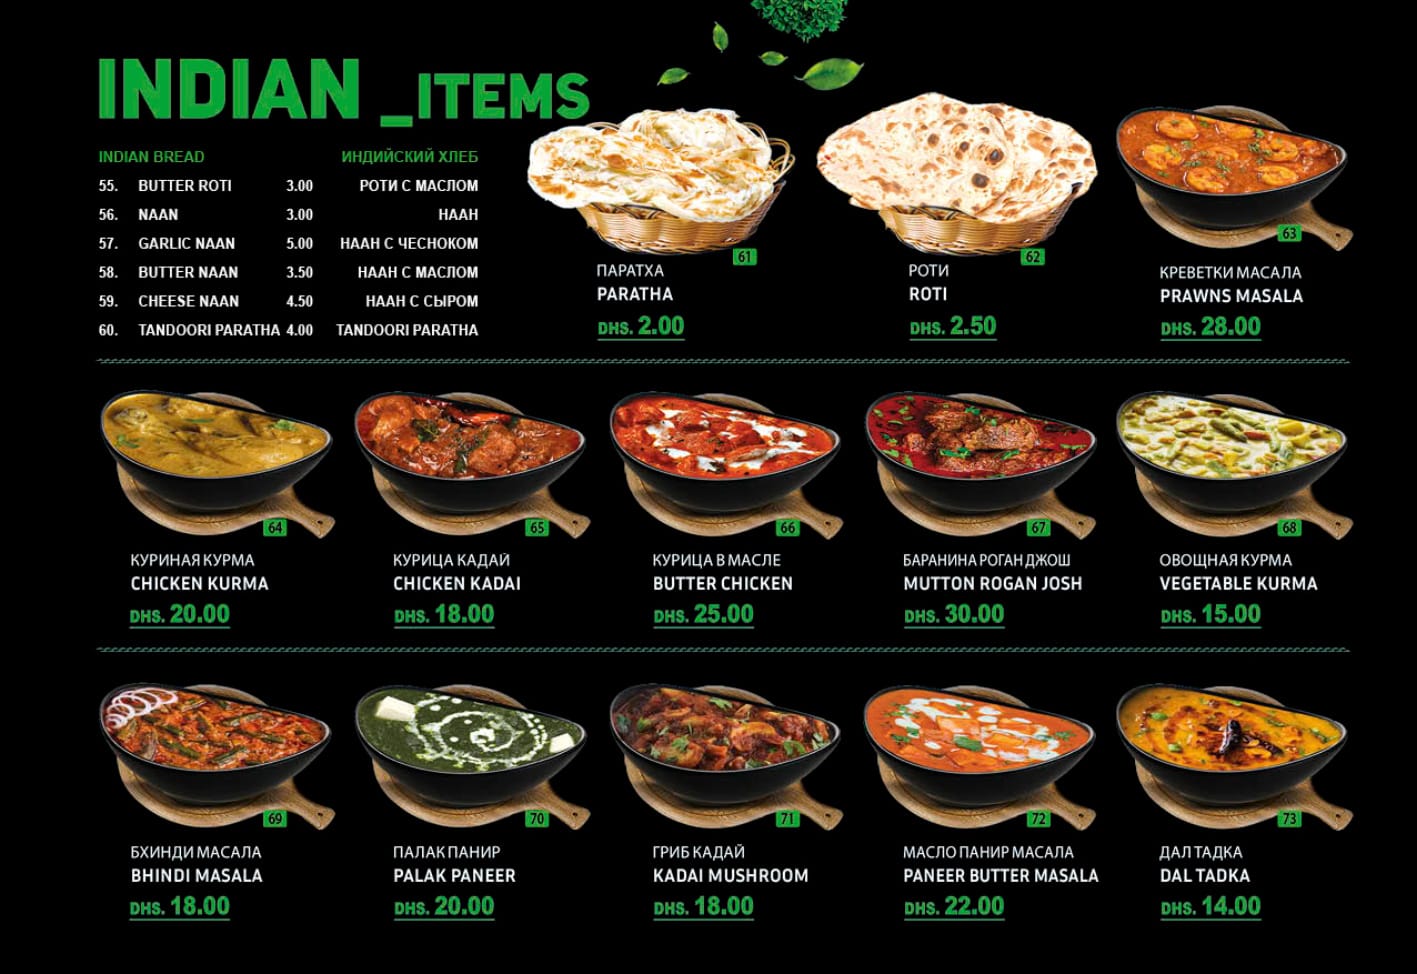 INDIAN _ITEMS
INDIAN BREAD ИНДИЙСКИЙ ХЛЕБ
55. BUTTER ROTI 3.00 РОТИ С МАСЛОМ
56. NAAN 3.00 НААН
57. GARLIC NAAN 5.00 НААН С ЧЕСНОКОМ
58. BUTTER NAAN 3.50 НААН С МАСЛОМ
59. CHEESE NAAN 4.50 НААН С СЫРОМ
60. TANDOORI PARATHA 4.00 TANDOORI PARATHA
61
ПАРАТХА
PARATHA
DHS. 2.00
62
РОТИ
ROTI
DHS. 2.50
63
КРЕВЕТКИ МАСАЛА
PRAWNS MASALA
DHS. 28.00
64
КУРИНАЯ КУРМА
CHICKEN KURMA
DHS. 20.00
65
КУРИЦА КАДАЙ
CHICKEN KADAI
DHS. 18.00
66
КУРИЦА В МАСЛЕ
BUTTER CHICKEN
DHS. 25.00
67
БАРАНИНА РОГАН ДЖОШ
MUTTON ROGAN JOSH
DHS. 30.00
68
ОВОЩНАЯ КУРМА
VEGETABLE KURMA
DHS. 15.00
69
БХИНДИ МАСАЛА
BHINDI MASALA
DHS. 18.00
70
ПАЛАК ПАНИР
PALAK PANEER
DHS. 20.00
71
ГРИБ КАДАЙ
KADAI MUSHROOM
DHS. 18.00
72
МАСЛО ПАНИР МАСАЛА
PANEER BUTTER MASALA
DHS. 22.00
73
ДАЛ ТАДКА
DAL TADKA
DHS. 14.00